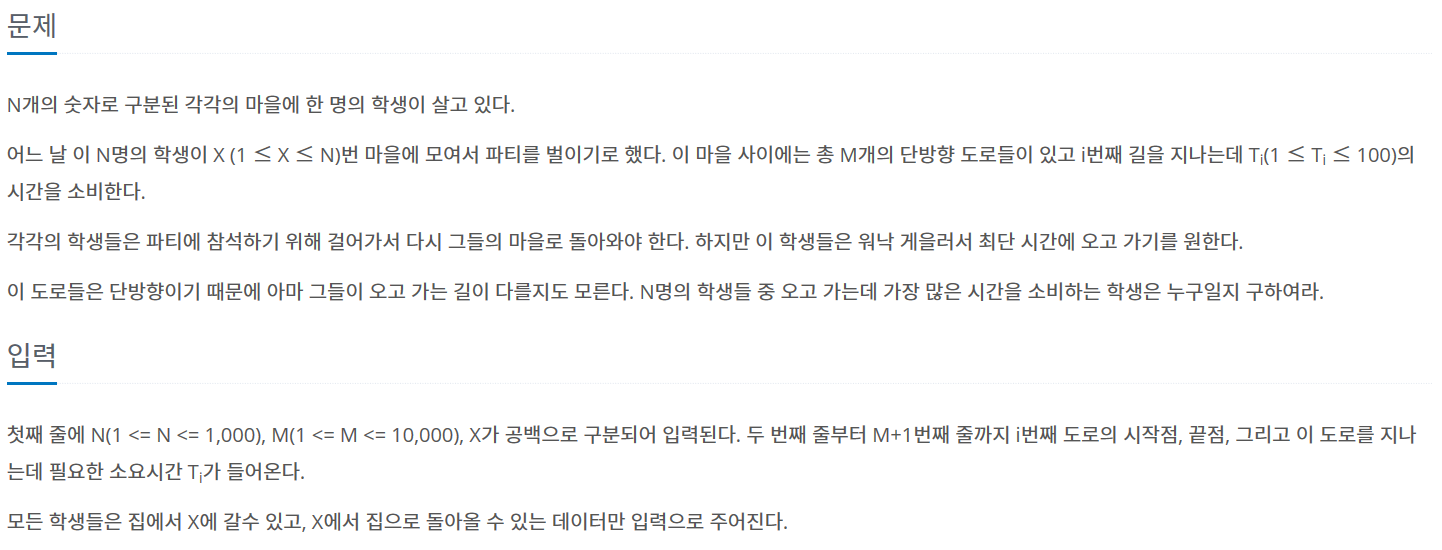 문제
N개의 숫자로 구분된 각각의 마을에 한 명의 학생이 살고 있다.
어느 날 이 N명의 학생이 X (1 ≤ X ≤ N)번 마을에 모여서 파티를 벌이기로 했다. 이 마을 사이에는 총 M개의 단방향 도로들이 있고 i번째 길을 지나는데 Ti(1 ≤ Ti ≤ 100)의
시간을 소비한다.
각각의 학생들은 파티에 참석하기 위해 걸어가서 다시 그들의 마을로 돌아와야 한다. 하지만 이 학생들은 워낙 게을러서 최단 시간에 오고 가기를 원한다.
이 도로들은 단방향이기 때문에 아마 그들이 오고 가는 길이 다를지도 모른다. N명의 학생들 중 오고 가는데 가장 많은 시간을 소비하는 학생은 누구일지 구하여라.
입력
첫째 줄에 N(1 <= N <= 1,000), M(1 <= M <= 10,000), X가 공백으로 구분되어 입력된다. 두 번째 줄부터 M+1번째 줄까지 i번째 도로의 시작점, 끝점, 그리고 이 도로를 지나
는데 필요한 소요시간 Ti가 들어온다.
모든 학생들은 집에서 X에 갈수 있고, X에서 집으로 돌아올 수 있는 데이터만 입력으로 주어진다.